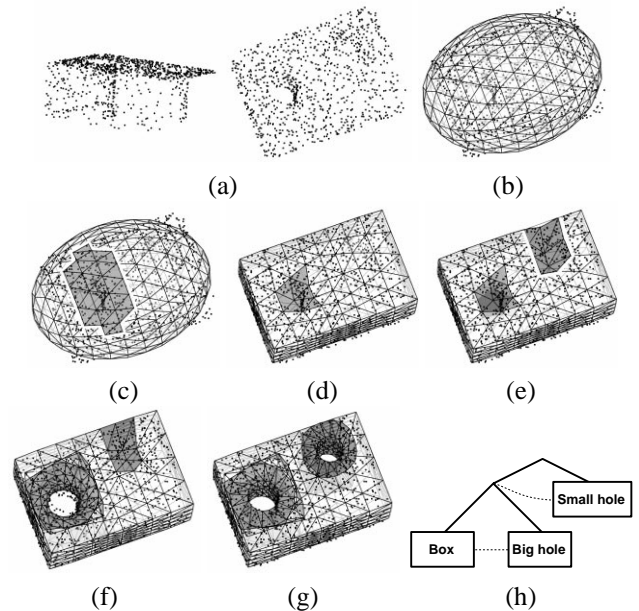 (a)
(b)
(c)
(d)
(e)
Small hole
Box
Big hole
(f)
(g)
(h)